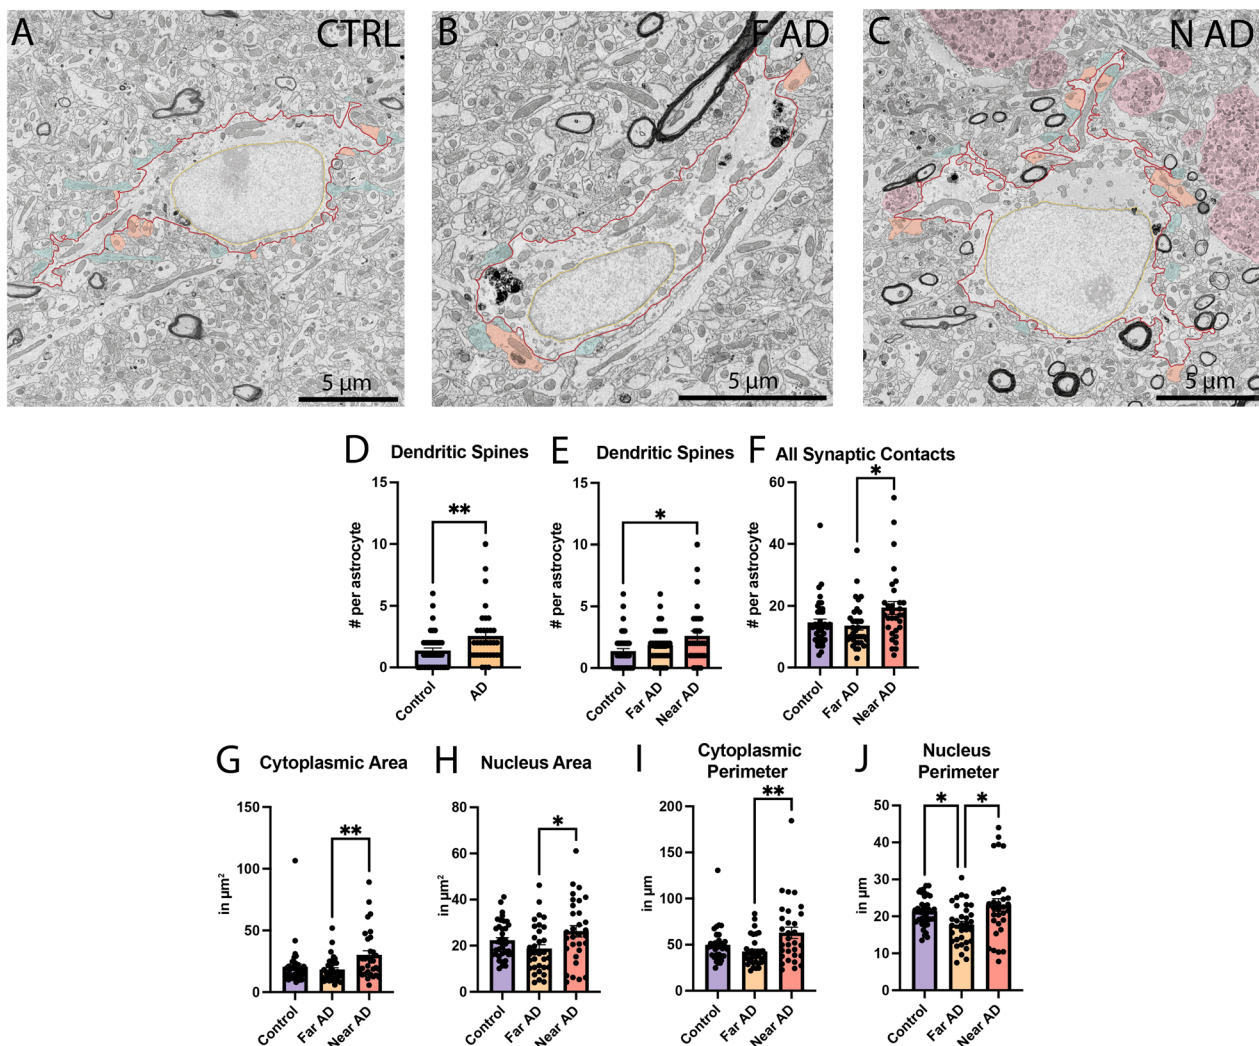 A CTRL
B F AD
C N AD
5 µm
5 µm
5 µm
D Dendritic Spines
E Dendritic Spines
F All Synaptic Contacts
# per astrocyte
15
10
5
0
**
Control
AD
# per astrocyte
15
10
5
0
*
Control
Far AD
Near AD
# per astrocyte
60
40
20
0
*
Control
Far AD
Near AD
G Cytoplasmic Area
H Nucleus Area
I Cytoplasmic
Perimeter
J Nucleus
Perimeter
in µm²
150
100
50
0
**
Control
Far AD
Near AD
in µm²
80
60
40
20
0
*
Control
Far AD
Near AD
in µm
200
150
100
50
0
**
Control
Far AD
Near AD
in µm
50
40
30
20
10
0
*
*
Control
Far AD
Near AD